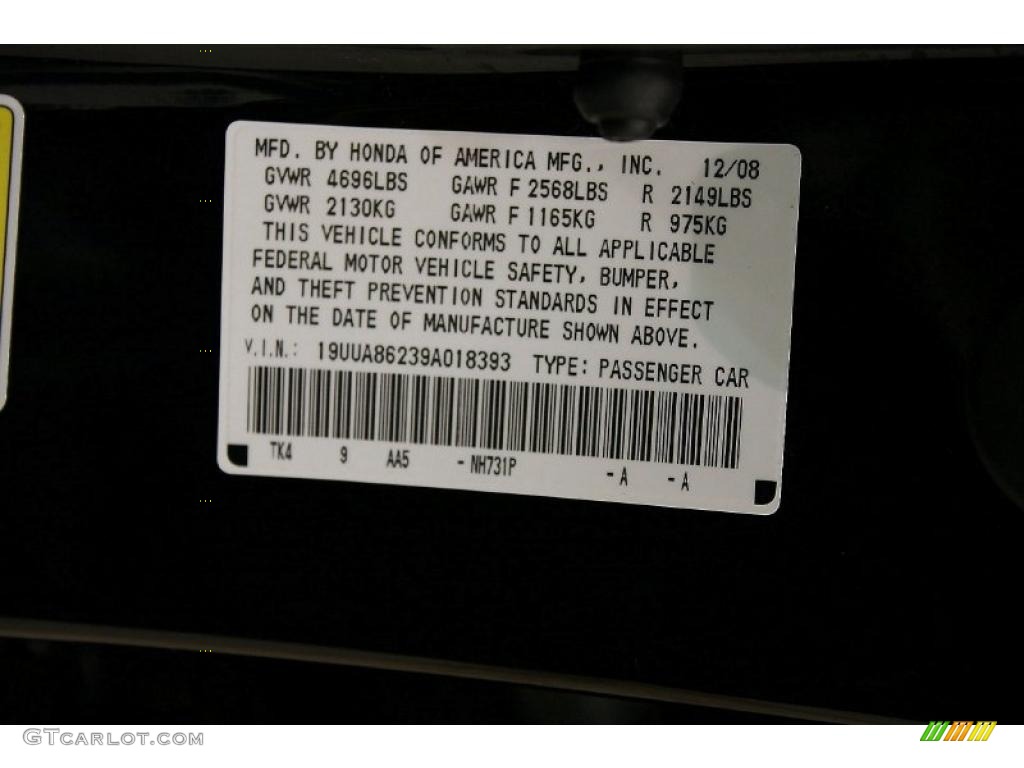 MFD. BY HONDA OF AMERICA MFG., INC. 12/08
GVWR 4696LBS GAWR F 2568LBS R 2149LBS
GVWR 2130KG GAWR F 1165KG R 975KG
THIS VEHICLE CONFORMS TO ALL APPLICABLE
FEDERAL MOTOR VEHICLE SAFETY, BUMPER,
AND THEFT PREVENTION STANDARDS IN EFFECT
ON THE DATE OF MANUFACTURE SHOWN ABOVE.
V.I.N.: 19UUA86239A018393 TYPE: PASSENGER CAR
TK4 9 AA5 - NH731P - A - A
GTCARLOT.COM